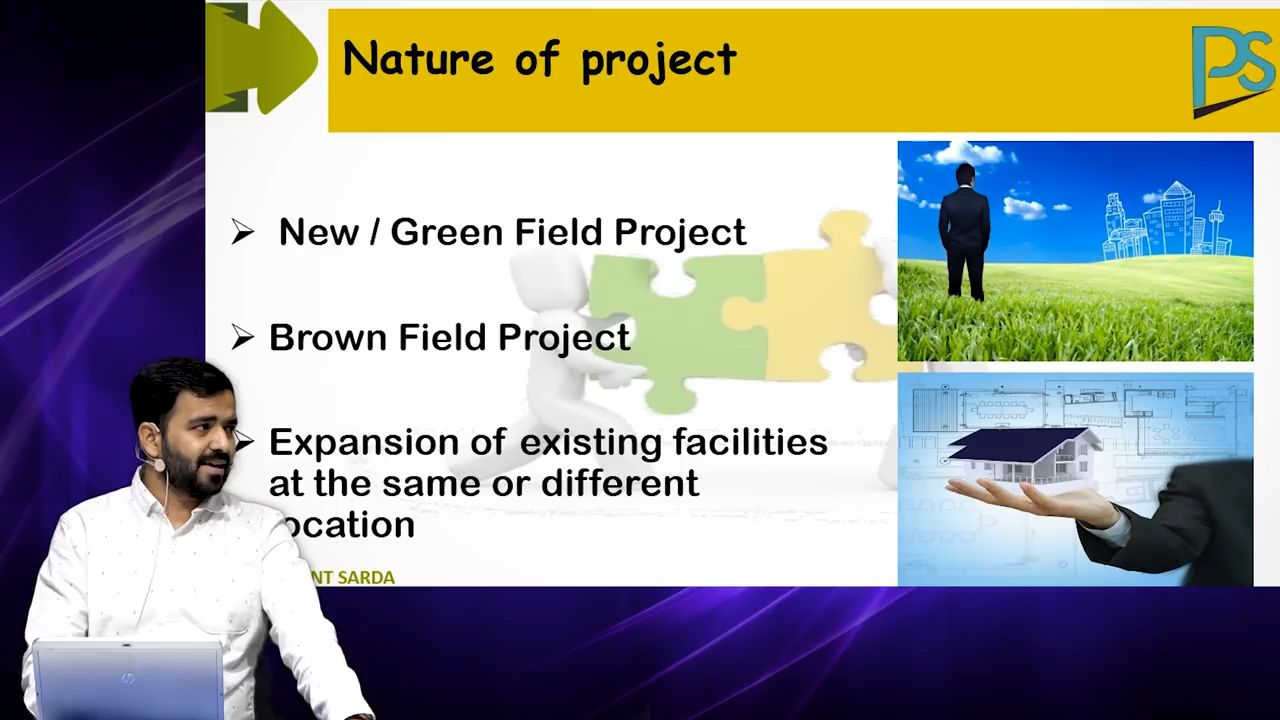 Nature of project
PS
New / Green Field Project
Brown Field Project
Expansion of existing facilities
at the same or different
ocation
NT SARDA
hp